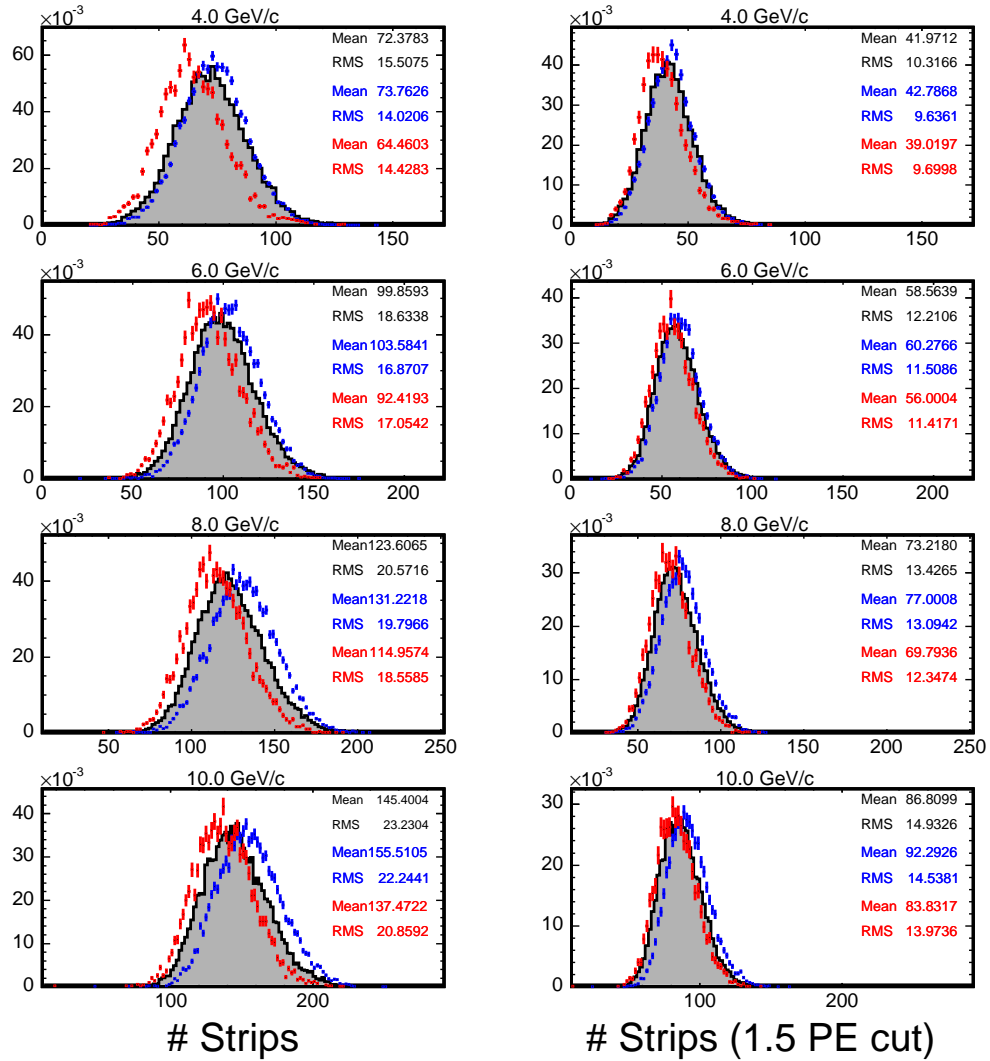 ×10⁻³ 4.0 GeV/c
60
40
20
0
0 50 100 150
Mean 72.3783
RMS 15.5075
Mean 73.7626
RMS 14.0206
Mean 64.4603
RMS 14.4283
×10⁻³ 4.0 GeV/c
40
20
0
0 50 100 150
Mean 41.9712
RMS 10.3166
Mean 42.7868
RMS 9.6361
Mean 39.0197
RMS 9.6998
×10⁻³ 6.0 GeV/c
40
20
0
0 50 100 150 200
Mean 99.8593
RMS 18.6338
Mean 103.5841
RMS 16.8707
Mean 92.4193
RMS 17.0542
×10⁻³ 6.0 GeV/c
40
30
20
10
0
0 50 100 150 200
Mean 58.5639
RMS 12.2106
Mean 60.2766
RMS 11.5086
Mean 56.0004
RMS 11.4171
×10⁻³ 8.0 GeV/c
40
20
0
50 100 150 200 250
Mean 123.6065
RMS 20.5716
Mean 131.2218
RMS 19.7966
Mean 114.9574
RMS 18.5585
×10⁻³ 8.0 GeV/c
30
20
10
0
50 100 150 200 250
Mean 73.2180
RMS 13.4265
Mean 77.0008
RMS 13.0942
Mean 69.7936
RMS 12.3474
×10⁻³ 10.0 GeV/c
40
30
20
10
0
100 200
Mean 145.4004
RMS 23.2304
Mean 155.5105
RMS 22.2441
Mean 137.4722
RMS 20.8592
×10⁻³ 10.0 GeV/c
30
20
10
0
100 200
Mean 86.8099
RMS 14.9326
Mean 92.2926
RMS 14.5381
Mean 83.8317
RMS 13.9736
# Strips
# Strips (1.5 PE cut)